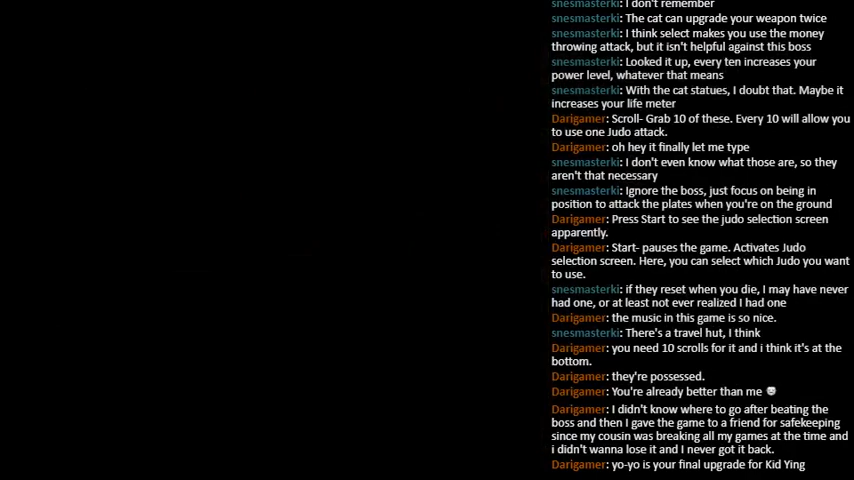 snesmasterki: I don't remember
snesmasterki: The cat can upgrade your weapon twice
snesmasterki: I think select makes you use the money
throwing attack, but it isn't helpful against this boss
snesmasterki: Looked it up, every ten increases your
power level, whatever that means
snesmasterki: With the cat statues, I doubt that. Maybe it
increases your life meter
Darigamer: Scroll- Grab 10 of these. Every 10 will allow you
to use one Judo attack.
Darigamer: oh hey it finally let me type
snesmasterki: I don't even know what those are, so they
aren't that necessary
snesmasterki: Ignore the boss, just focus on being in
position to attack the plates when you're on the ground
Darigamer: Press Start to see the judo selection screen
apparently.
Darigamer: Start- pauses the game. Activates Judo
selection screen. Here, you can select which Judo you want
to use.
snesmasterki: if they reset when you die, I may have never
had one, or at least not ever realized I had one
Darigamer: the music in this game is so nice.
snesmasterki: There's a travel hut, I think
Darigamer: you need 10 scrolls for it and i think it's at the
bottom.
Darigamer: they're possessed.
Darigamer: You're already better than me
Darigamer: I didn't know where to go after beating the
boss and then I gave the game to a friend for safekeeping
since my cousin was breaking all my games at the time and
i didn't wanna lose it and I never got it back.
Darigamer: yo-yo is your final upgrade for Kid Ying